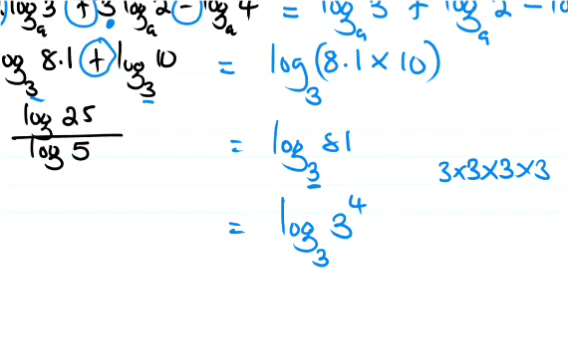 log_a 3 + 3 log_a 2 - log_a 4 = log_a 3 + log_a 2 -
log_3 8.1 + log_3 10 = log_3 (8.1 × 10)
log 25
log 5
= log_3 81
3×3×3×3
= log_3 3^4